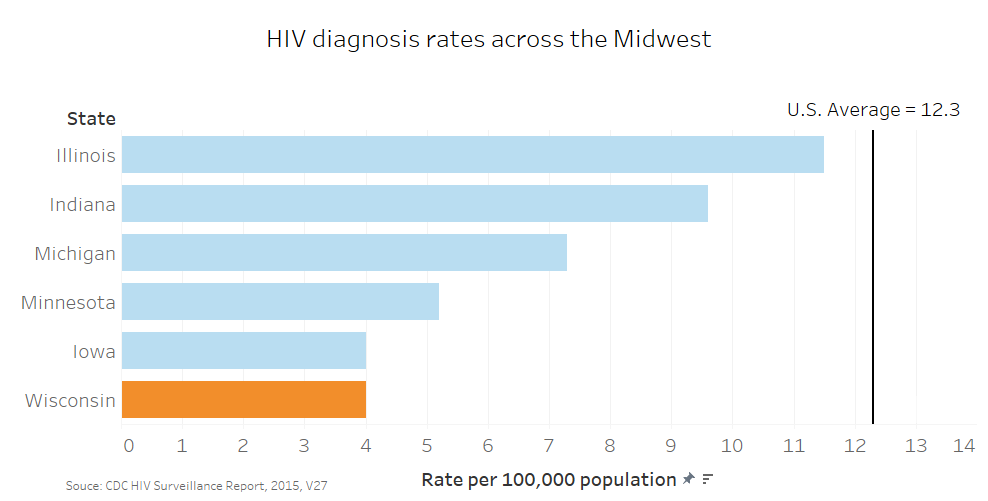 HIV diagnosis rates across the Midwest
U.S. Average = 12.3
State
Illinois
Indiana
Michigan
Minnesota
Iowa
Wisconsin
0 1 2 3 4 5 6 7 8 9 10 11 12 13 14
Rate per 100,000 population
Souce: CDC HIV Surveillance Report, 2015, V27